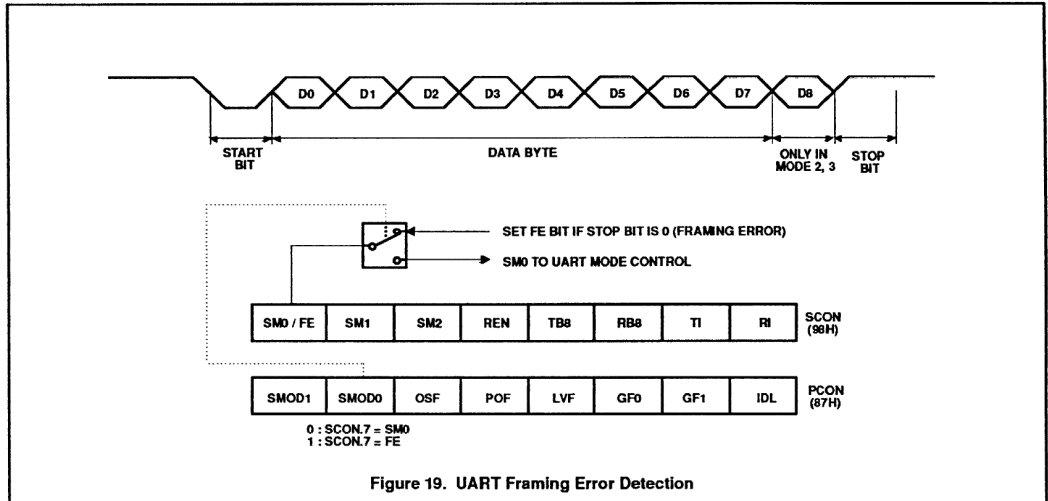 D0 D1 D2 D3 D4 D5 D6 D7 D8
START BIT
DATA BYTE
ONLY IN MODE 2, 3
STOP BIT
SET FE BIT IF STOP BIT IS 0 (FRAMING ERROR)
SM0 TO UART MODE CONTROL
SM0 / FE SM1 SM2 REN TB8 RB8 TI RI SCON (98H)
SMOD1 SMOD0 OSF POF LVF GF0 GF1 IDL PCON (87H)
0 : SCON.7 = SM0
1 : SCON.7 = FE
Figure 19. UART Framing Error Detection